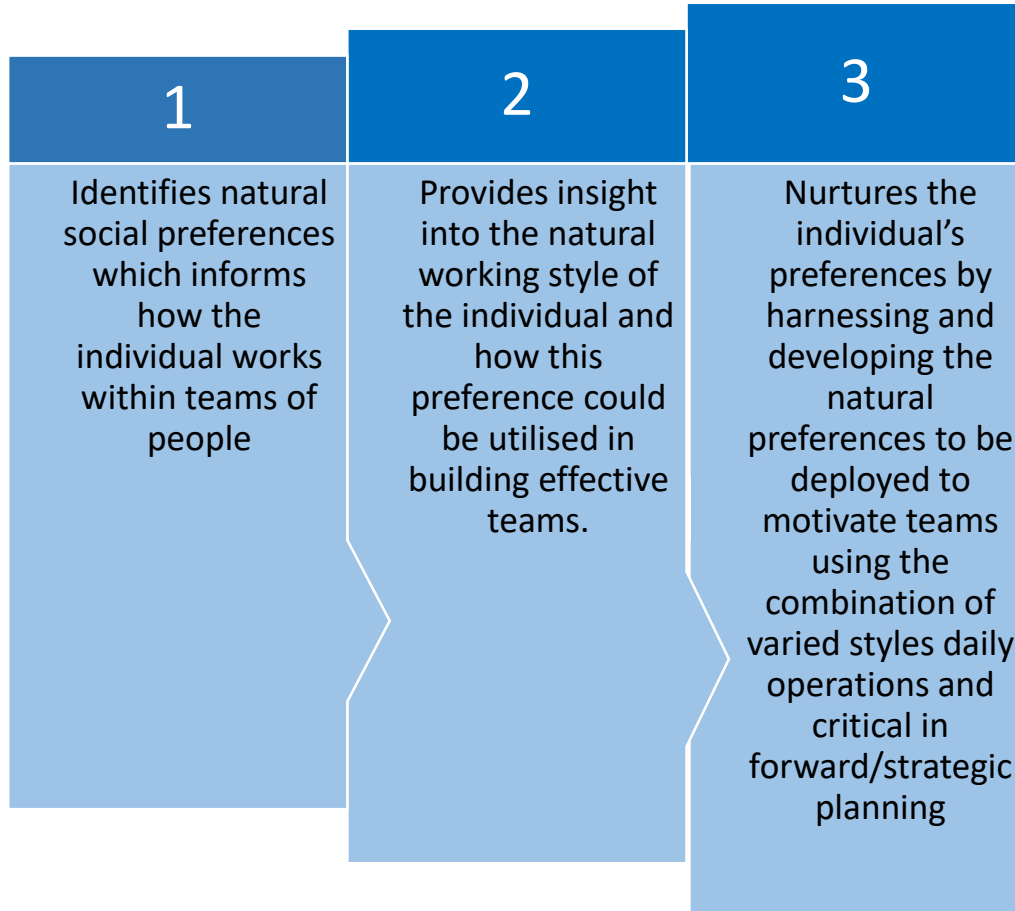 1
Identifies natural
social preferences
which informs
how the
individual works
within teams of
people
2
Provides insight
into the natural
working style of
the individual and
how this
preference could
be utilised in
building effective
teams.
3
Nurtures the
individual’s
preferences by
harnessing and
developing the
natural
preferences to be
deployed to
motivate teams
using the
combination of
varied styles daily
operations and
critical in
forward/strategic
planning